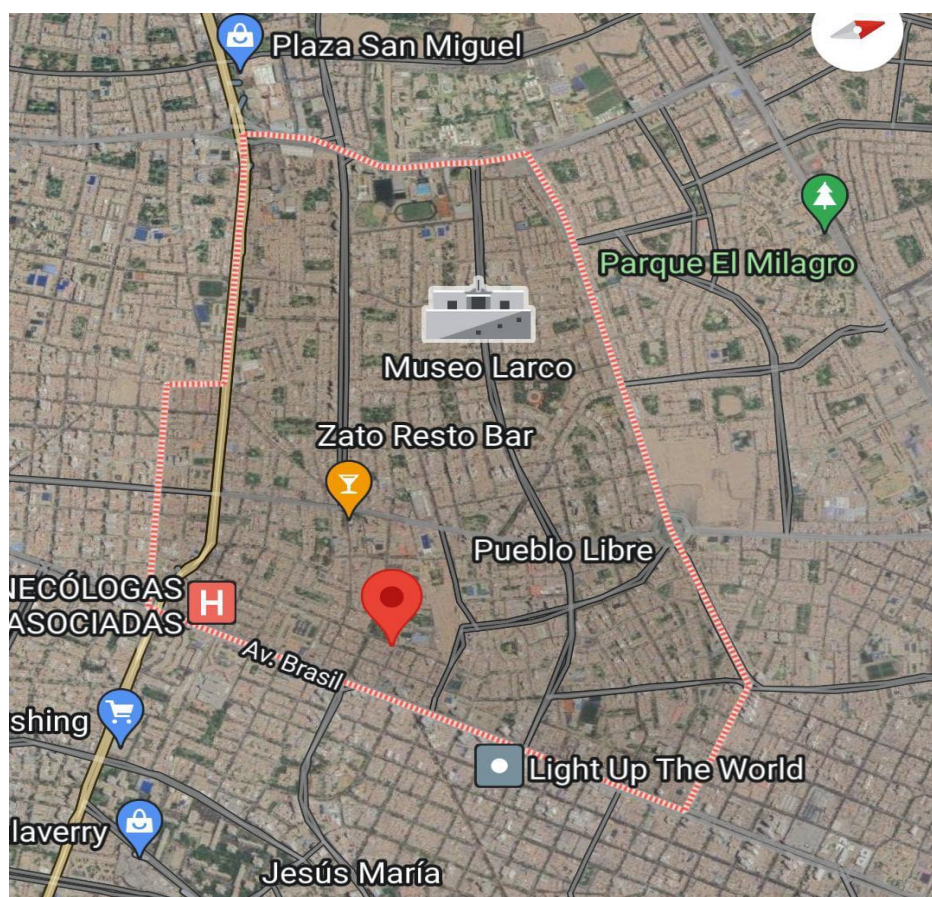 Plaza San Miguel
Parque El Milagro
Museo Larco
Zato Resto Bar
Pueblo Libre
NECÓLOGAS
ASOCIADAS
H
Av. Brasil
shing
Light Up The World
laverry
Jesús María